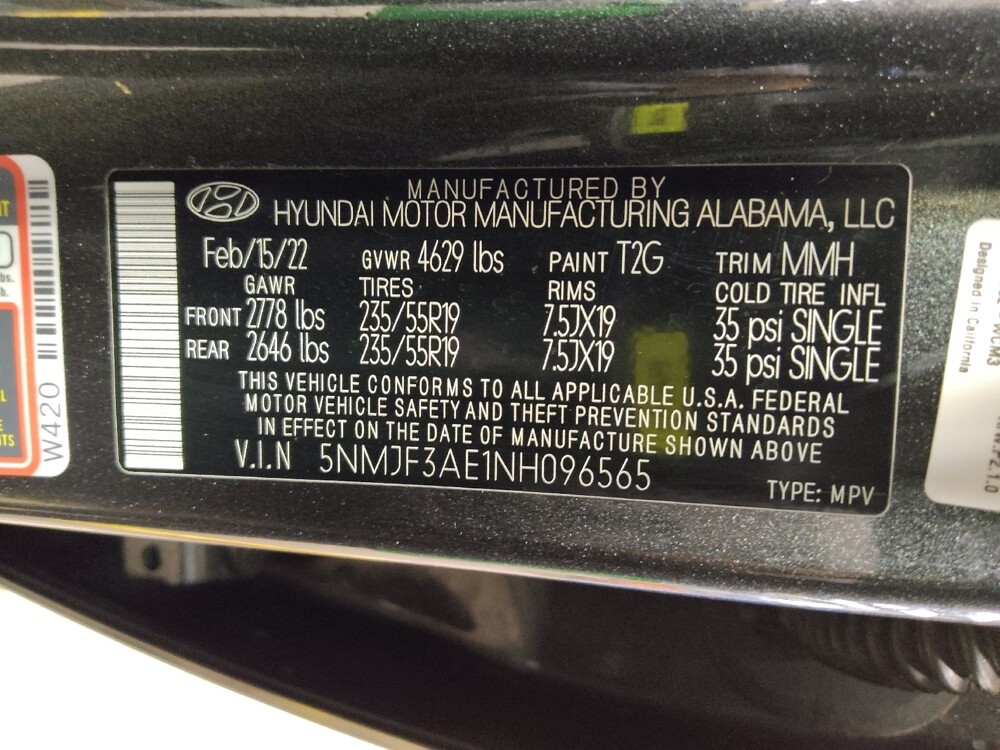 MANUFACTURED BY
HYUNDAI MOTOR MANUFACTURING ALABAMA, LLC
Feb/15/22 GVWR 4629 lbs PAINT T2G TRIM MMH
GAWR TIRES RIMS COLD TIRE INFL
FRONT 2778 lbs 235/55R19 7.5JX19 35 psi SINGLE
REAR 2646 lbs 235/55R19 7.5JX19 35 psi SINGLE
THIS VEHICLE CONFORMS TO ALL APPLICABLE U.S.A. FEDERAL
MOTOR VEHICLE SAFETY AND THEFT PREVENTION STANDARDS
IN EFFECT ON THE DATE OF MANUFACTURE SHOWN ABOVE
V.I.N 5NMJF3AE1NH096565
TYPE: MPV
W420
Designed in California